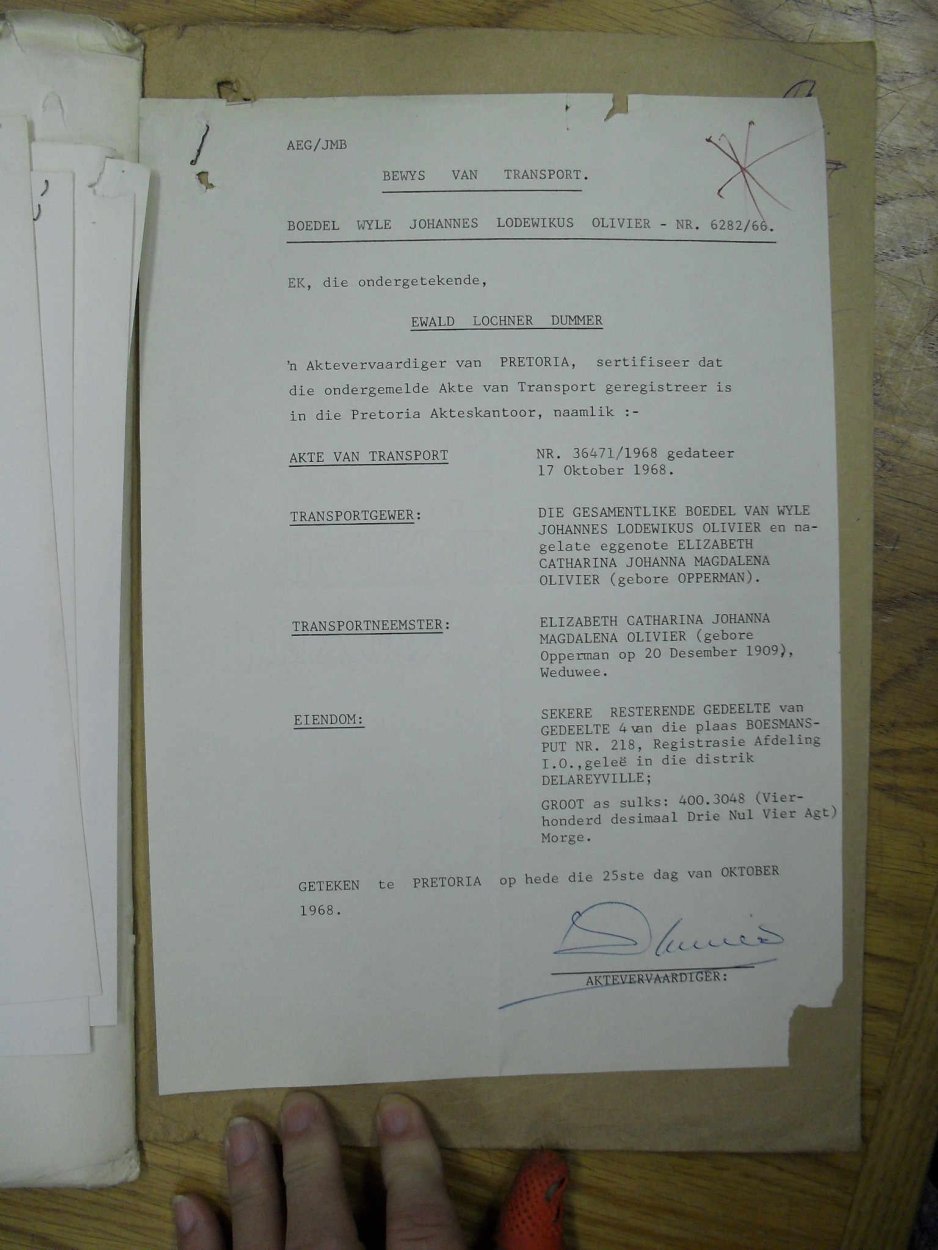 AEG/JMB
BEWYS VAN TRANSPORT.
BOEDEL WYLE JOHANNES LODEWIKUS OLIVIER - NR. 6282/66.
EK, die ondergetekende,
EWALD LOCHNER DUMMER
'n Aktevervaardiger van PRETORIA, sertifiseer dat
die ondergemelde Akte van Transport geregistreer is
in die Pretoria Akteskantoor, naamlik :-
AKTE VAN TRANSPORT NR. 36471/1968 gedateer
17 Oktober 1968.
TRANSPORTGEWER: DIE GESAMENTLIKE BOEDEL VAN WYLE
JOHANNES LODEWIKUS OLIVIER en na-
gelate eggenote ELIZABETH
CATHARINA JOHANNA MAGDALENA
OLIVIER (gebore OPPERMAN).
TRANSPORTNEEMSTER: ELIZABETH CATHARINA JOHANNA
MAGDALENA OLIVIER (gebore
Opperman op 20 Desember 1909),
Weduwee.
EIENDOM: SEKERE RESTERENDE GEDEELTE van
GEDEELTE 4 van die plaas BOESMANS-
PUT NR. 218, Registrasie Afdeling
I.O.,geleë in die distrik
DELAREYVILLE;
GROOT as sulks: 400.3048 (Vier-
honderd desimaal Drie Nul Vier Agt)
Morge.
GETEKEN te PRETORIA op hede die 25ste dag van OKTOBER
1968.
AKTEVERVAARDIGER: